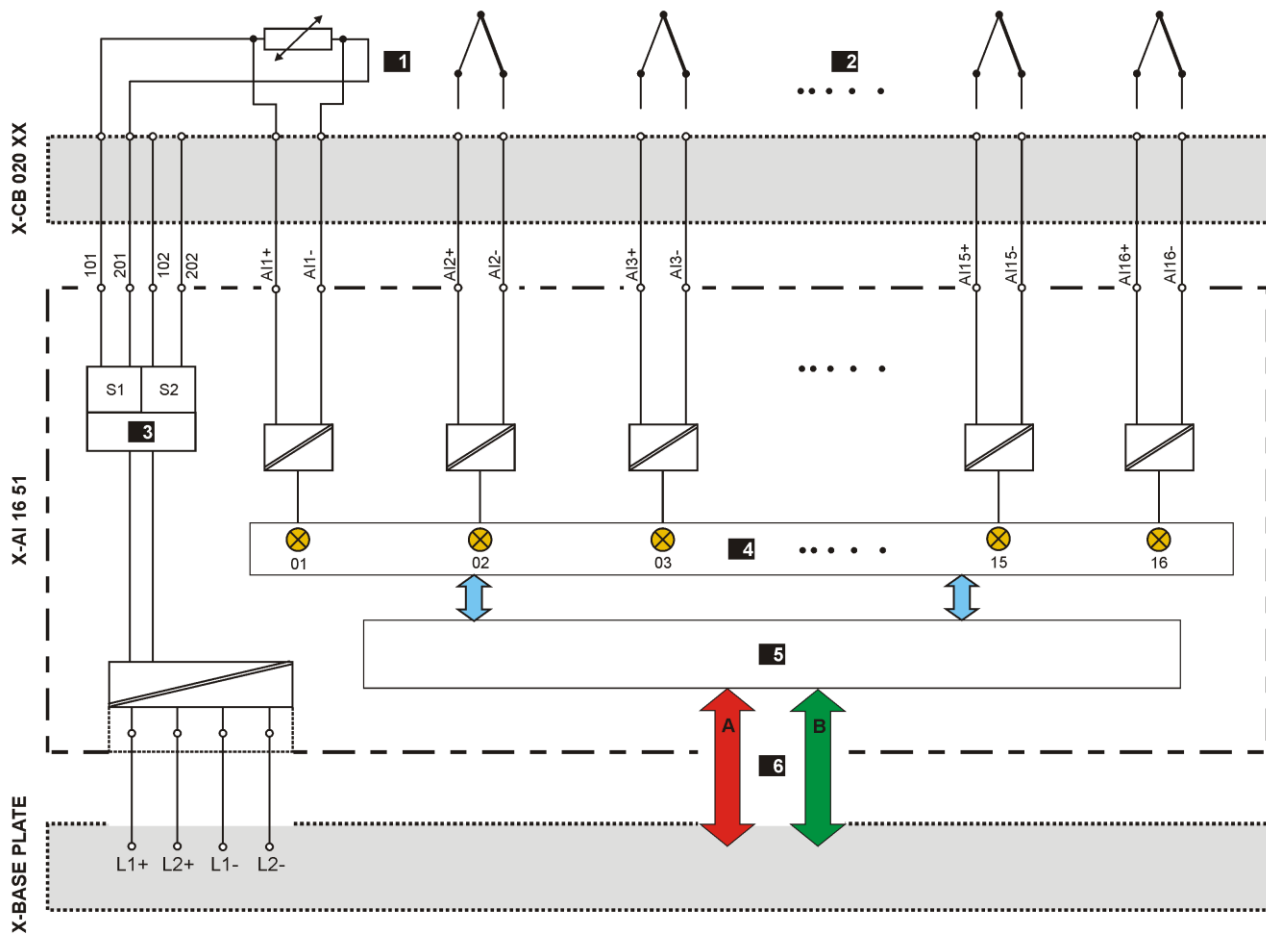 1
2
X-CB 020 XX
101
201
102
202
AI1+
AI1-
AI2+
AI2-
AI3+
AI3-
AI15+
AI15-
AI16+
AI16-
X-AI 16 51
S1
S2
3
4
01
02
03
15
16
5
A
B
6
X-BASE PLATE
L1+
L2+
L1-
L2-